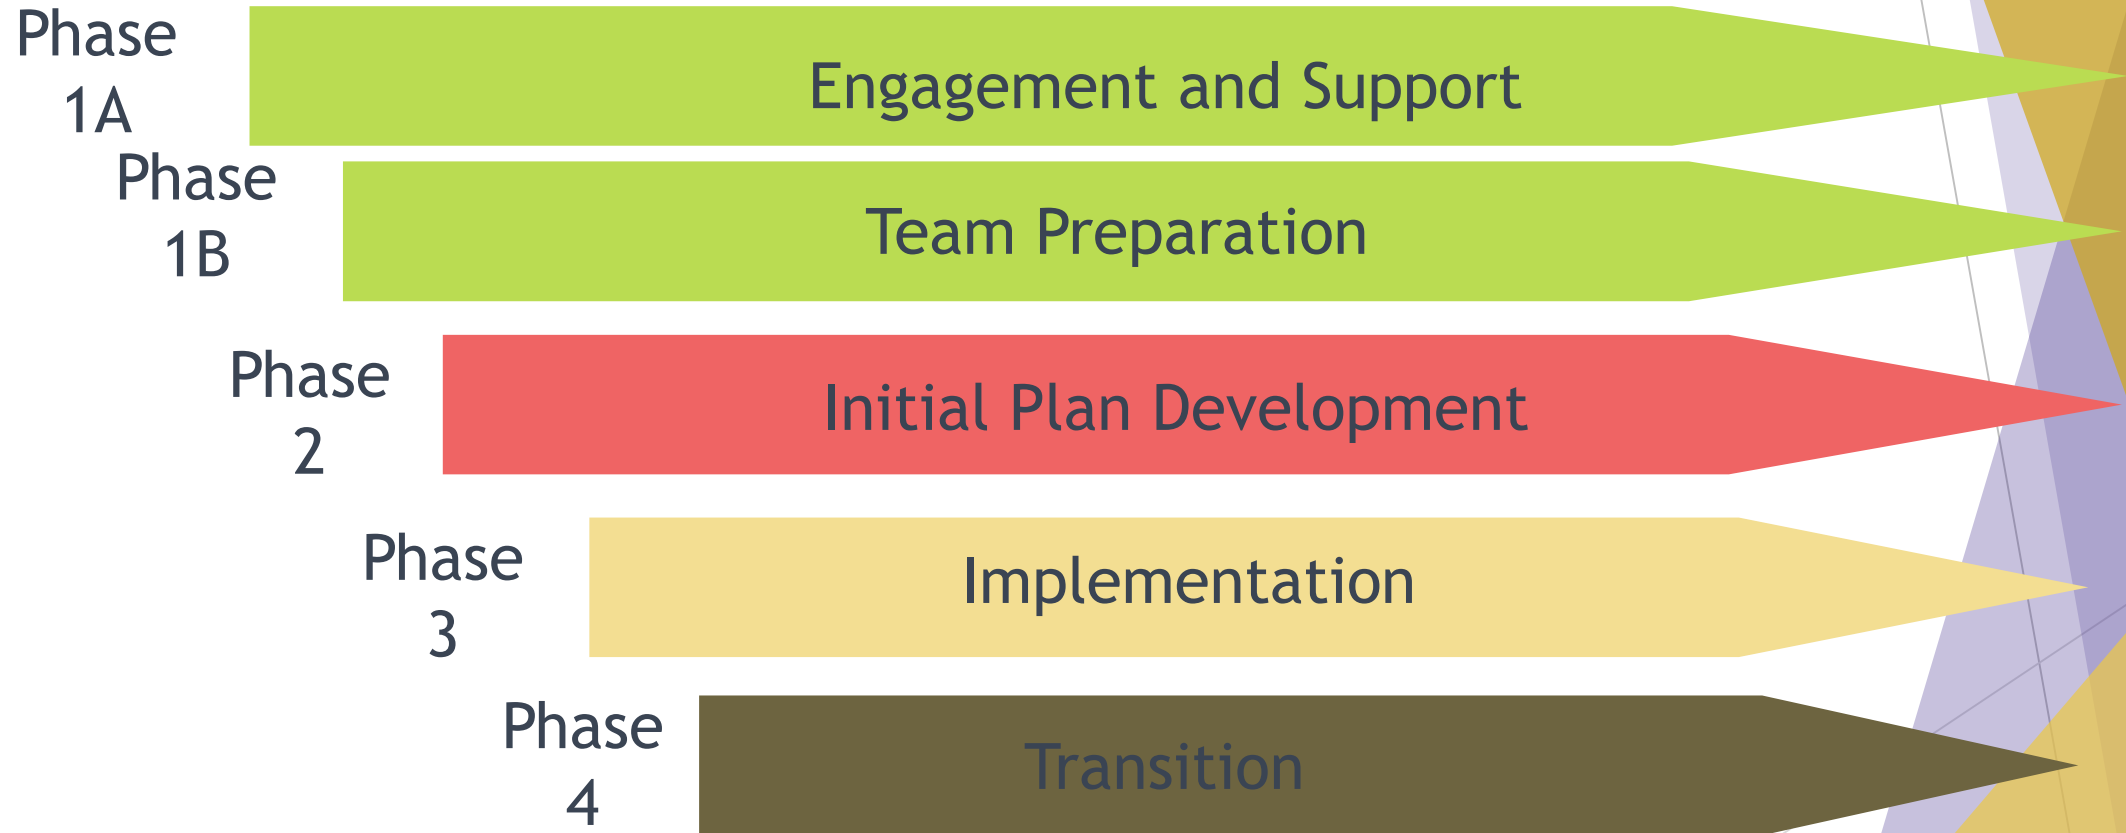 Phase
1A
Engagement and Support
Phase
1B
Team Preparation
Phase
2
Initial Plan Development
Phase
3
Implementation
Phase
4
Transition